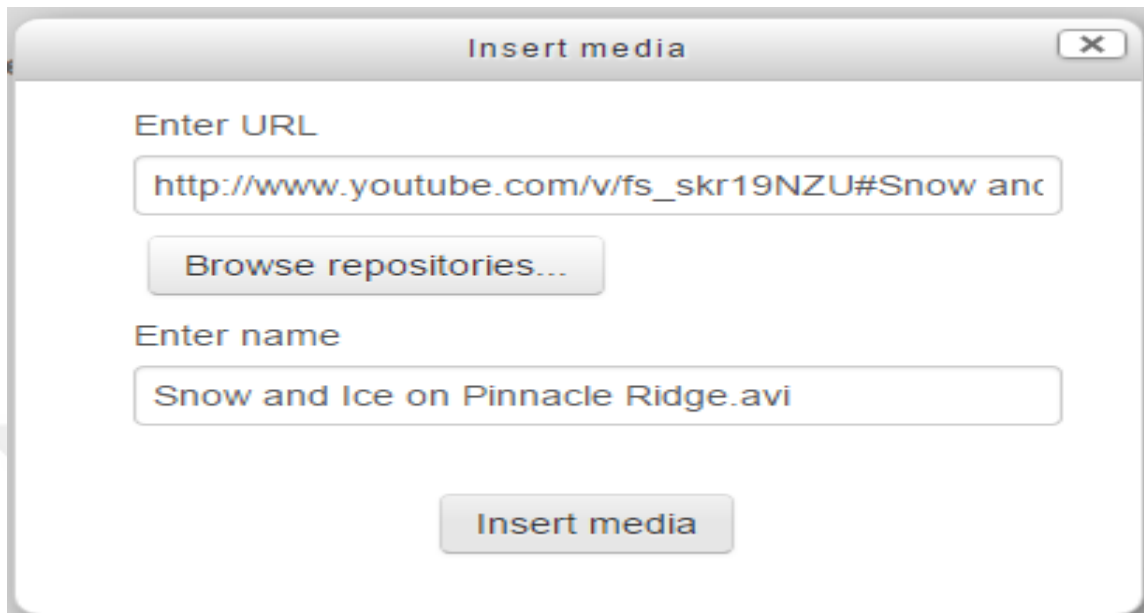 Insert media
Enter URL
http://www.youtube.com/v/fs_skr19NZU#Snow and
Browse repositories...
Enter name
Snow and Ice on Pinnacle Ridge.avi
Insert media